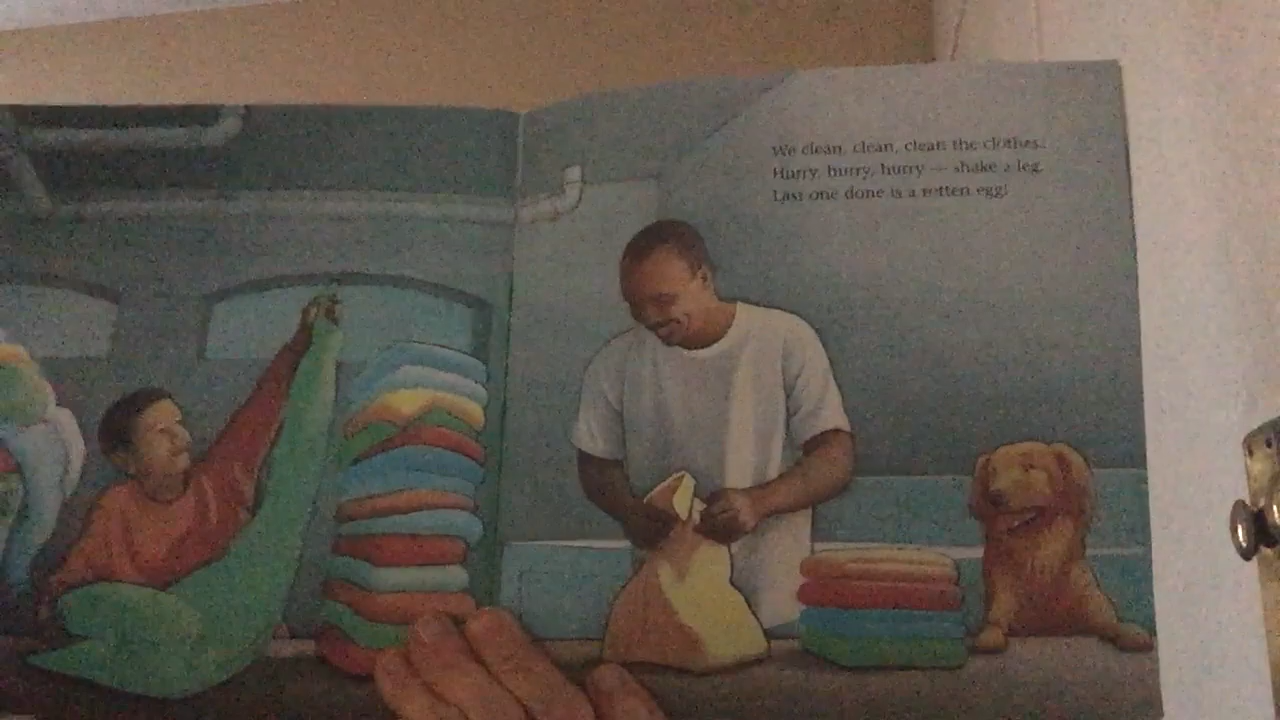 We clean, clean, clean the clothes.
Hurry, hurry, hurry — shake a leg.
Last one done is a rotten egg!